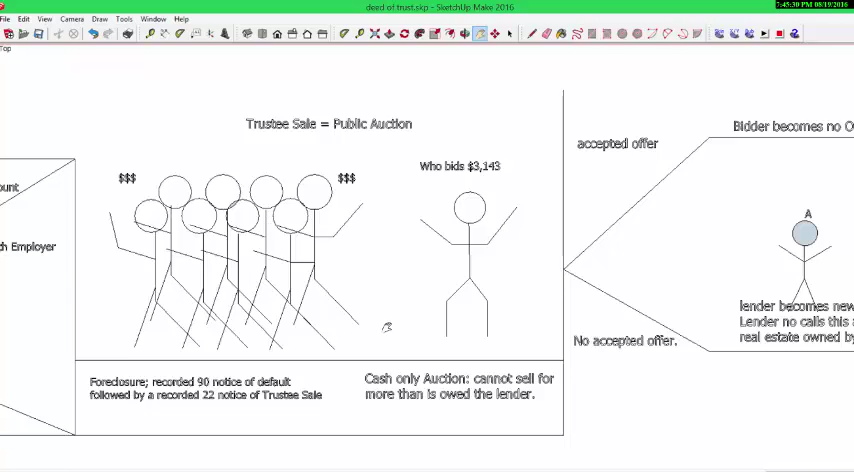 deed of trust.skp - SketchUp Make 2016
7:45:30 PM 08/19/2016
File Edit View Camera Draw Tools Window Help
Top
Trustee Sale = Public Auction
Bidder becomes no O
accepted offer
Who bids $3,143
$$$
$$$
ount
A
th Employer
lender becomes new
Lender no calls this a
real estate owned by
No accepted offer.
Foreclosure; recorded 90 notice of default
followed by a recorded 22 notice of Trustee Sale
Cash only Auction: cannot sell for
more than is owed the lender.